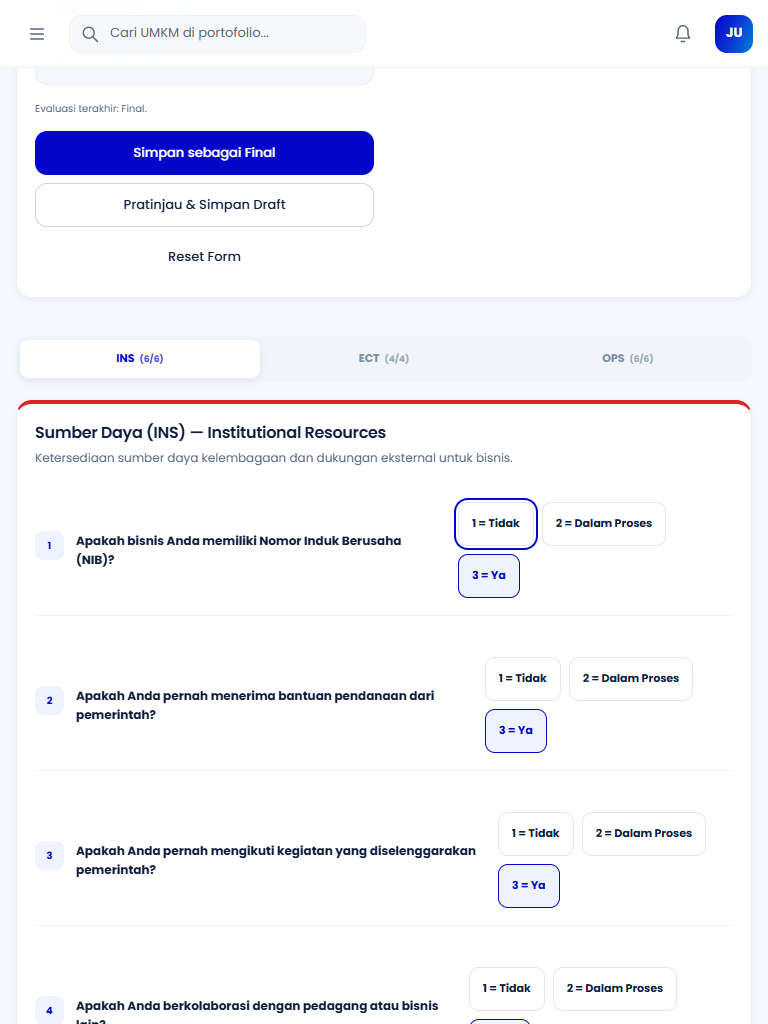 Cari UMKM di portofolio...
JU
Evaluasi terakhir: Final.
Simpan sebagai Final
Pratinjau & Simpan Draft
Reset Form
INS (6/6)
ECT (4/4)
OPS (6/6)
Sumber Daya (INS) — Institutional Resources
Ketersediaan sumber daya kelembagaan dan dukungan eksternal untuk bisnis.
1
Apakah bisnis Anda memiliki Nomor Induk Berusaha
(NIB)?
1 = Tidak
2 = Dalam Proses
3 = Ya
2
Apakah Anda pernah menerima bantuan pendanaan dari
pemerintah?
1 = Tidak
2 = Dalam Proses
3 = Ya
3
Apakah Anda pernah mengikuti kegiatan yang diselenggarakan
pemerintah?
1 = Tidak
2 = Dalam Proses
3 = Ya
4
Apakah Anda berkolaborasi dengan pedagang atau bisnis
lain?
1 = Tidak
2 = Dalam Proses